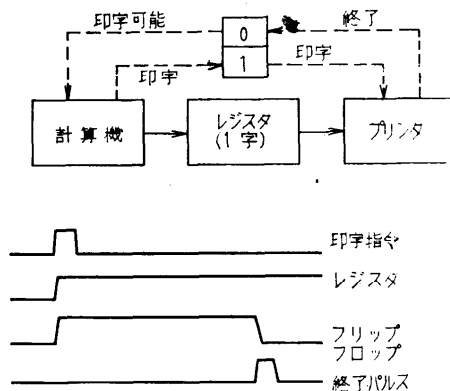 印字可能
0
終了
1
印字
印字
計算機
レジスタ
(1字)
プリンタ
印字指令
レジスタ
フリップ
フロップ
終了パルス